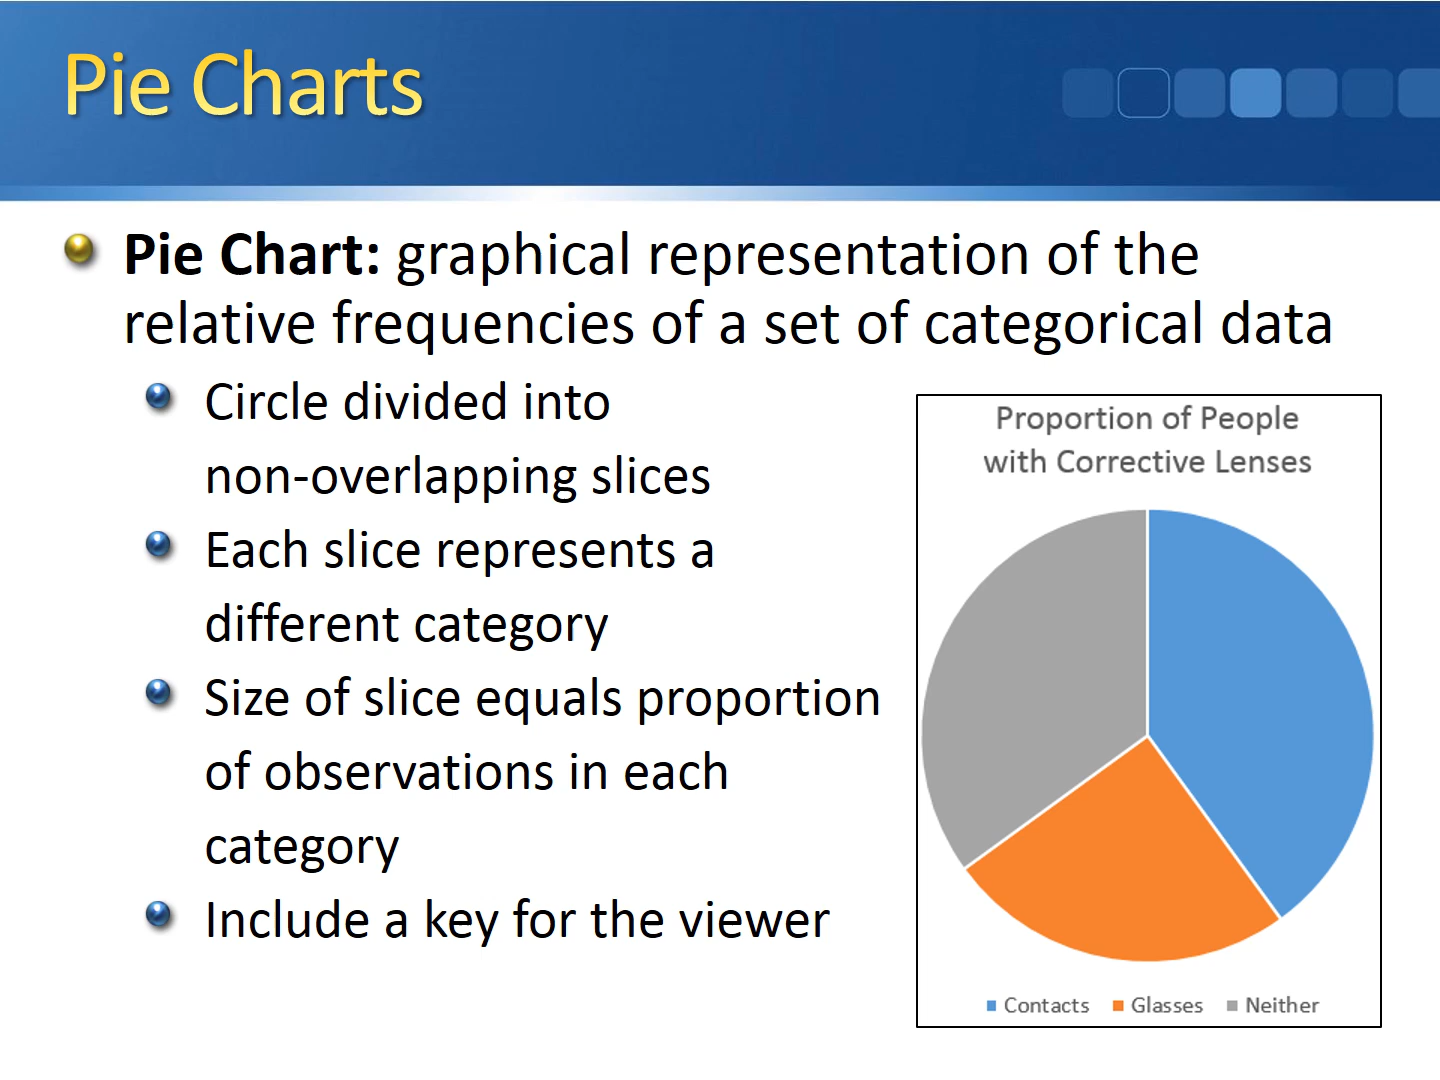 Pie Charts
Pie Chart: graphical representation of the
relative frequencies of a set of categorical data
Circle divided into
non-overlapping slices
Each slice represents a
different category
Size of slice equals proportion
of observations in each
category
Include a key for the viewer
Proportion of People
with Corrective Lenses
Contacts Glasses Neither